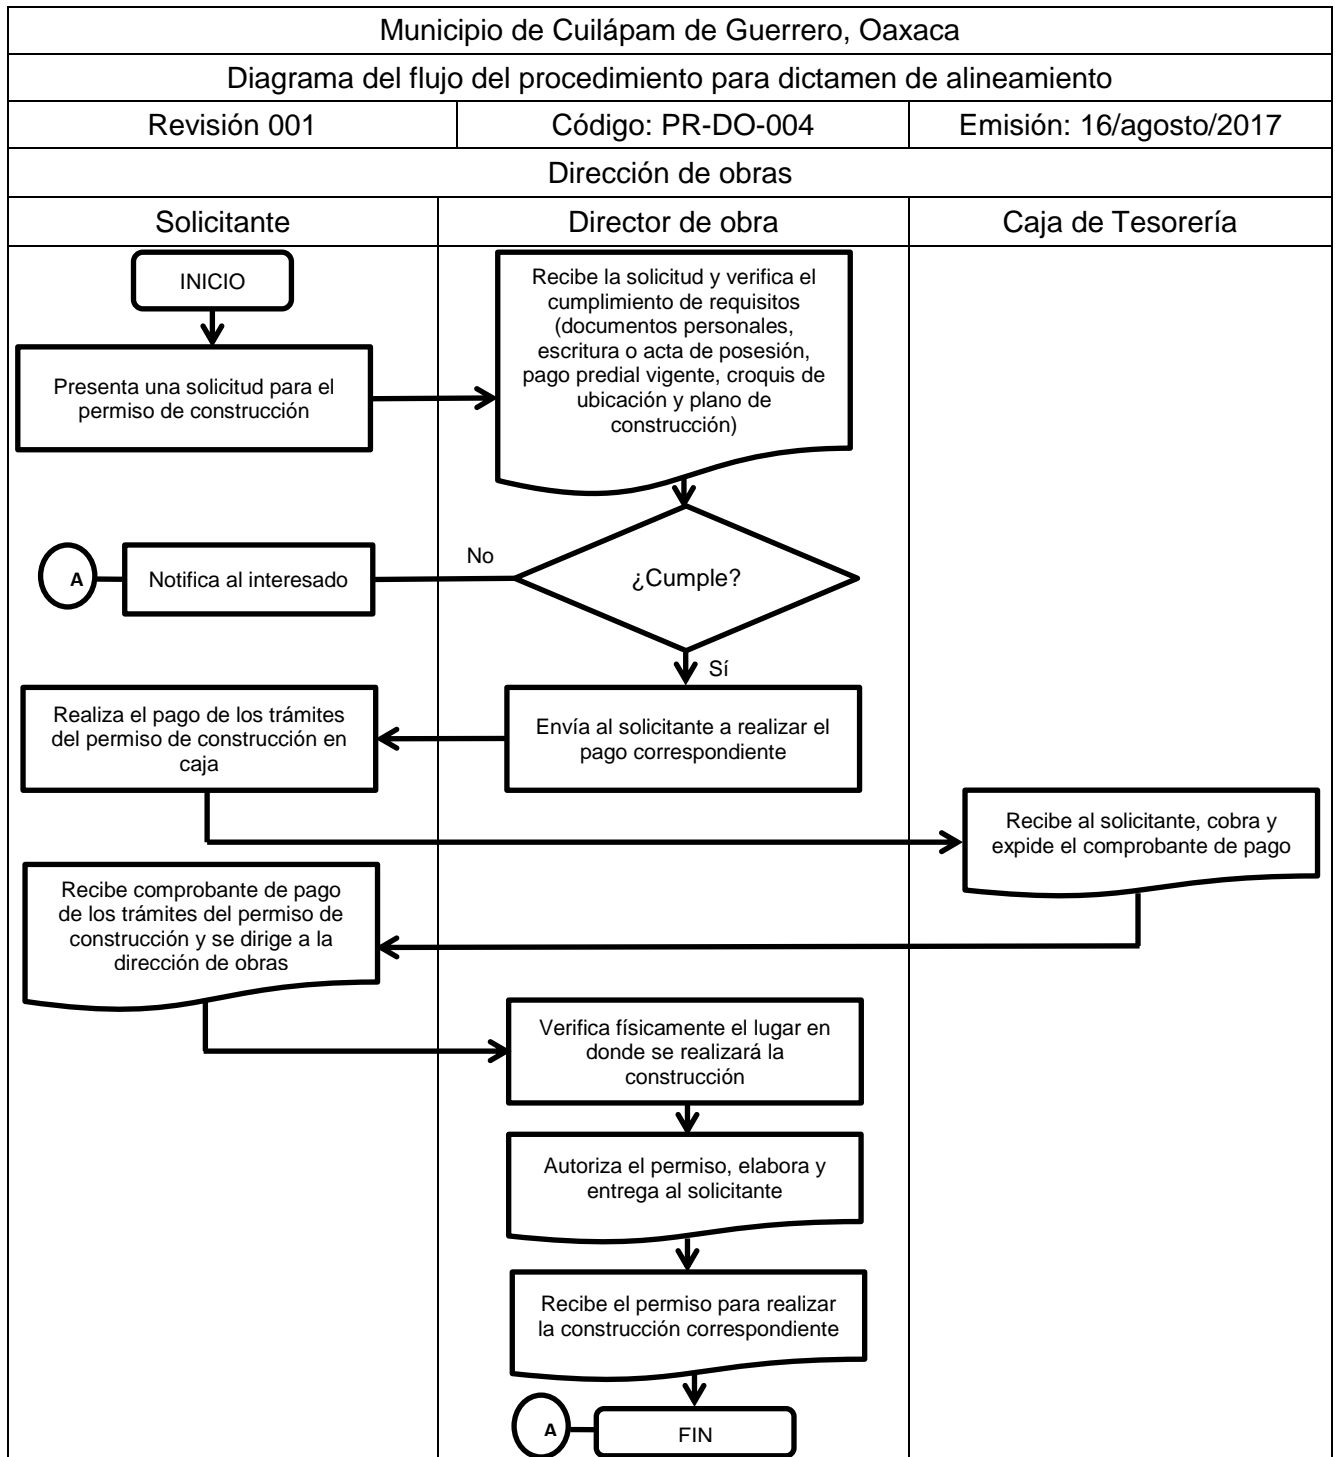 Municipio de Cuilápam de Guerrero, Oaxaca
Diagrama del flujo del procedimiento para dictamen de alineamiento
Revisión 001
Código: PR-DO-004
Emisión: 16/agosto/2017
Dirección de obras
Solicitante
Director de obra
Caja de Tesorería
INICIO
Presenta una solicitud para el
permiso de construcción
Recibe la solicitud y verifica el
cumplimiento de requisitos
(documentos personales,
escritura o acta de posesión,
pago predial vigente, croquis de
ubicación y plano de
construcción)
¿Cumple?
No
Notifica al interesado
A
Sí
Envía al solicitante a realizar el
pago correspondiente
Realiza el pago de los trámites
del permiso de construcción en
caja
Recibe al solicitante, cobra y
expide el comprobante de pago
Recibe comprobante de pago
de los trámites del permiso de
construcción y se dirige a la
dirección de obras
Verifica físicamente el lugar en
donde se realizará la
construcción
Autoriza el permiso, elabora y
entrega al solicitante
Recibe el permiso para realizar
la construcción correspondiente
A
FIN